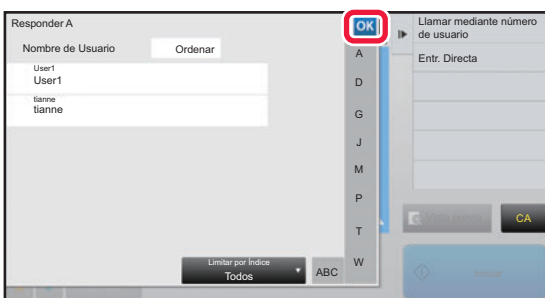 Responder A
OK
Nombre de Usuario
Ordenar
User1
User1
tianne
tianne
A
D
G
J
M
P
T
W
Limitar por Índice
Todos
ABC
Llamar mediante número
de usuario
Entr. Directa
CA